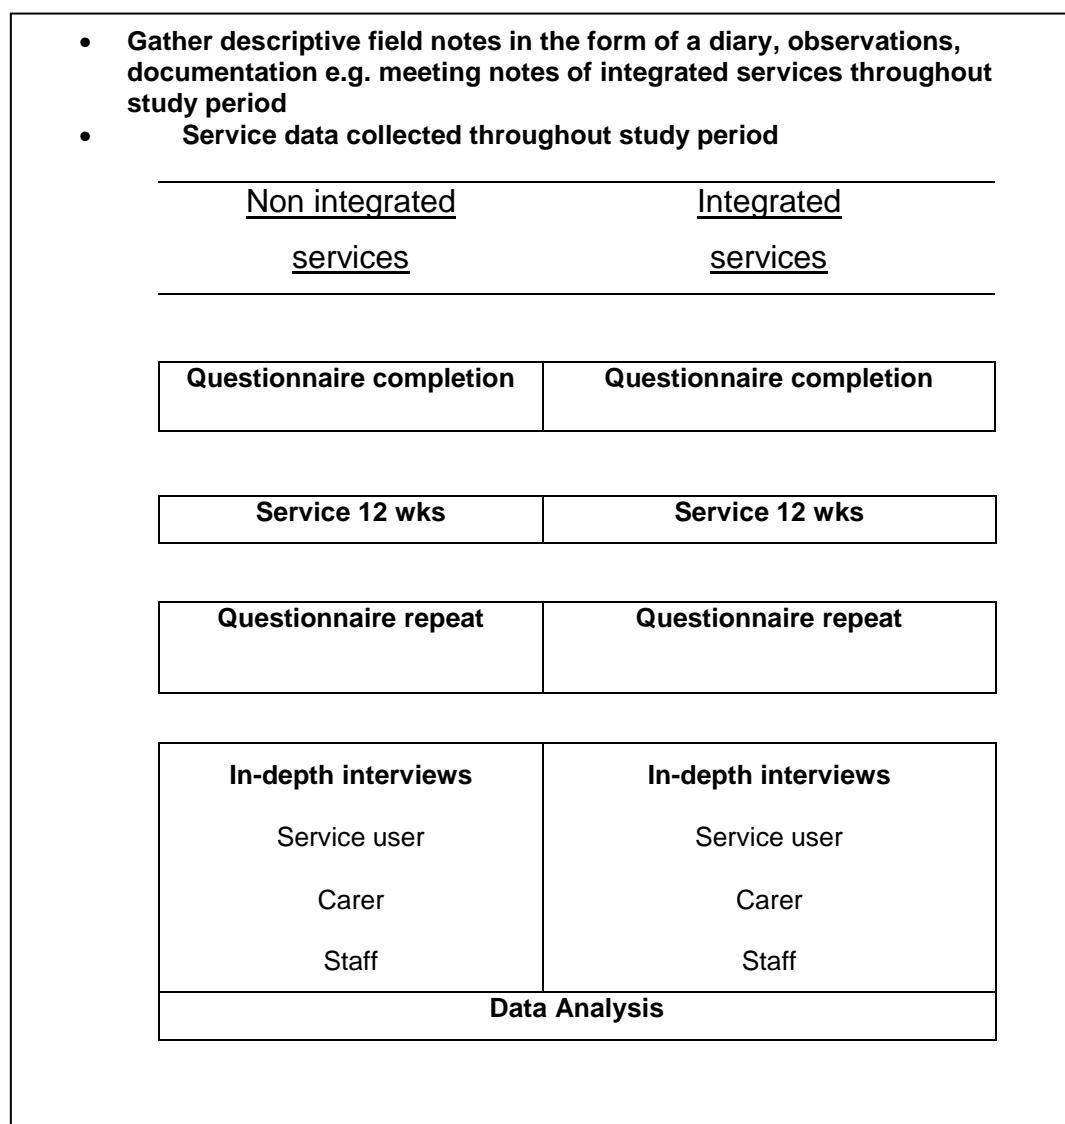 • Gather descriptive field notes in the form of a diary, observations,
documentation e.g. meeting notes of integrated services throughout
study period
• Service data collected throughout study period
Non integrated Integrated
services services
Questionnaire completion Questionnaire completion
Service 12 wks Service 12 wks
Questionnaire repeat Questionnaire repeat
In-depth interviews In-depth interviews
Service user Service user
Carer Carer
Staff Staff
Data Analysis